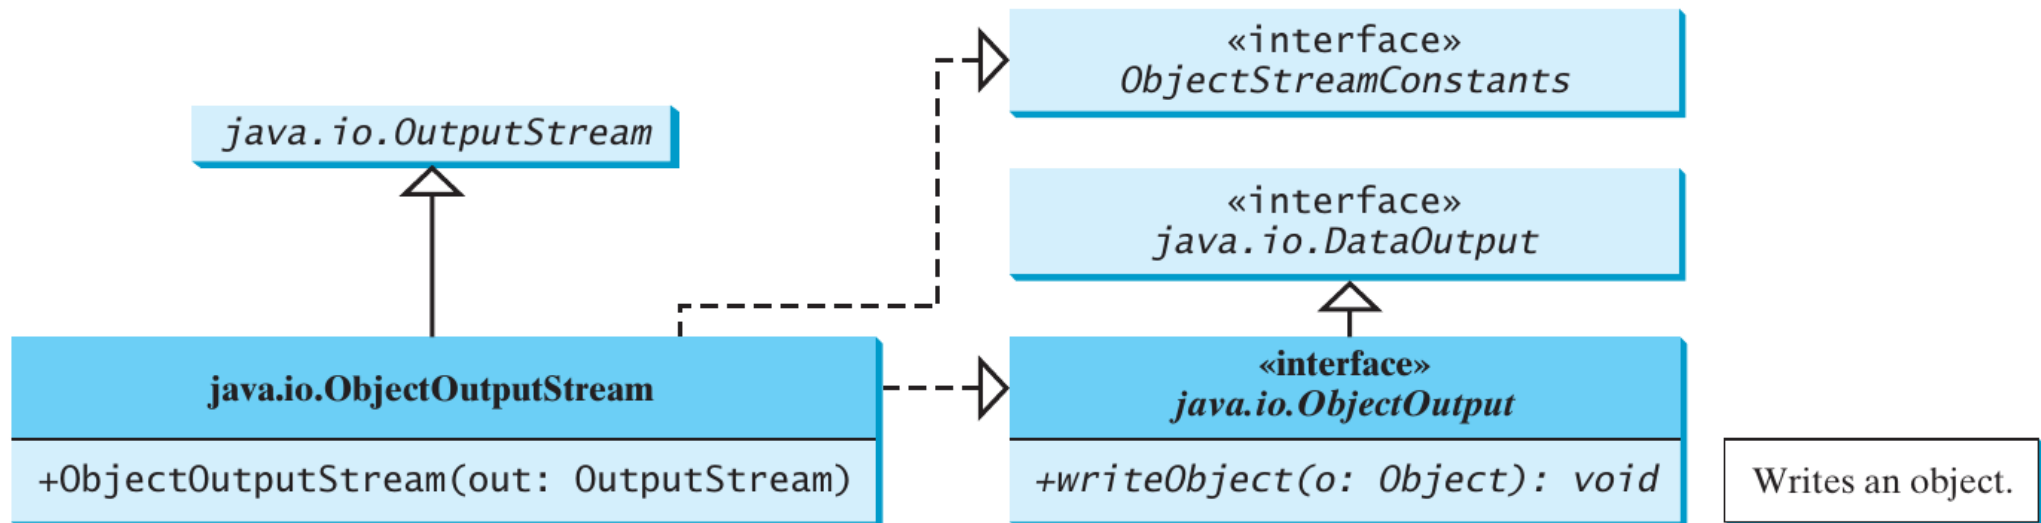 «interface»
ObjectStreamConstants
java.io.OutputStream
«interface»
java.io.DataOutput
java.io.ObjectOutputStream
+ObjectOutputStream(out: OutputStream)
«interface»
java.io.ObjectOutput
+writeObject(o: Object): void
Writes an object.